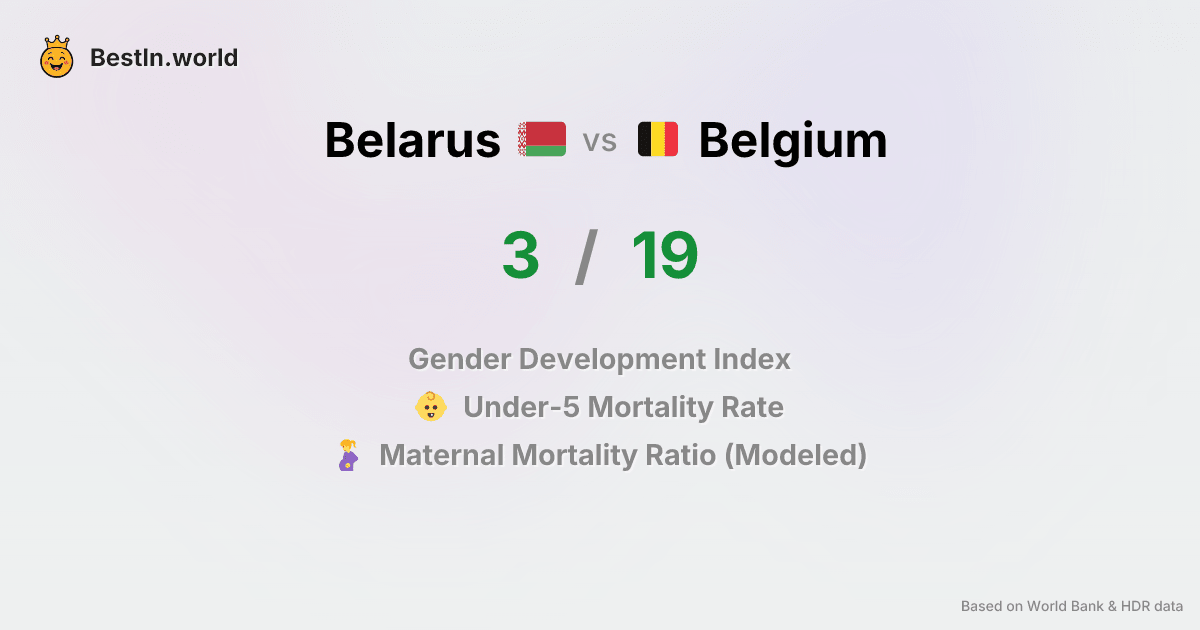 BestIn.world
Belarus vs Belgium
3 / 19
Gender Development Index
Under-5 Mortality Rate
Maternal Mortality Ratio (Modeled)
Based on World Bank & HDR data